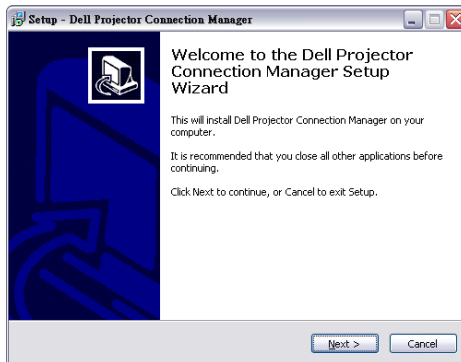 Setup - Dell Projector Connection Manager
Welcome to the Dell Projector
Connection Manager Setup
Wizard
This will install Dell Projector Connection Manager on your
computer.
It is recommended that you close all other applications before
continuing.
Click Next to continue, or Cancel to exit Setup.
Next >
Cancel